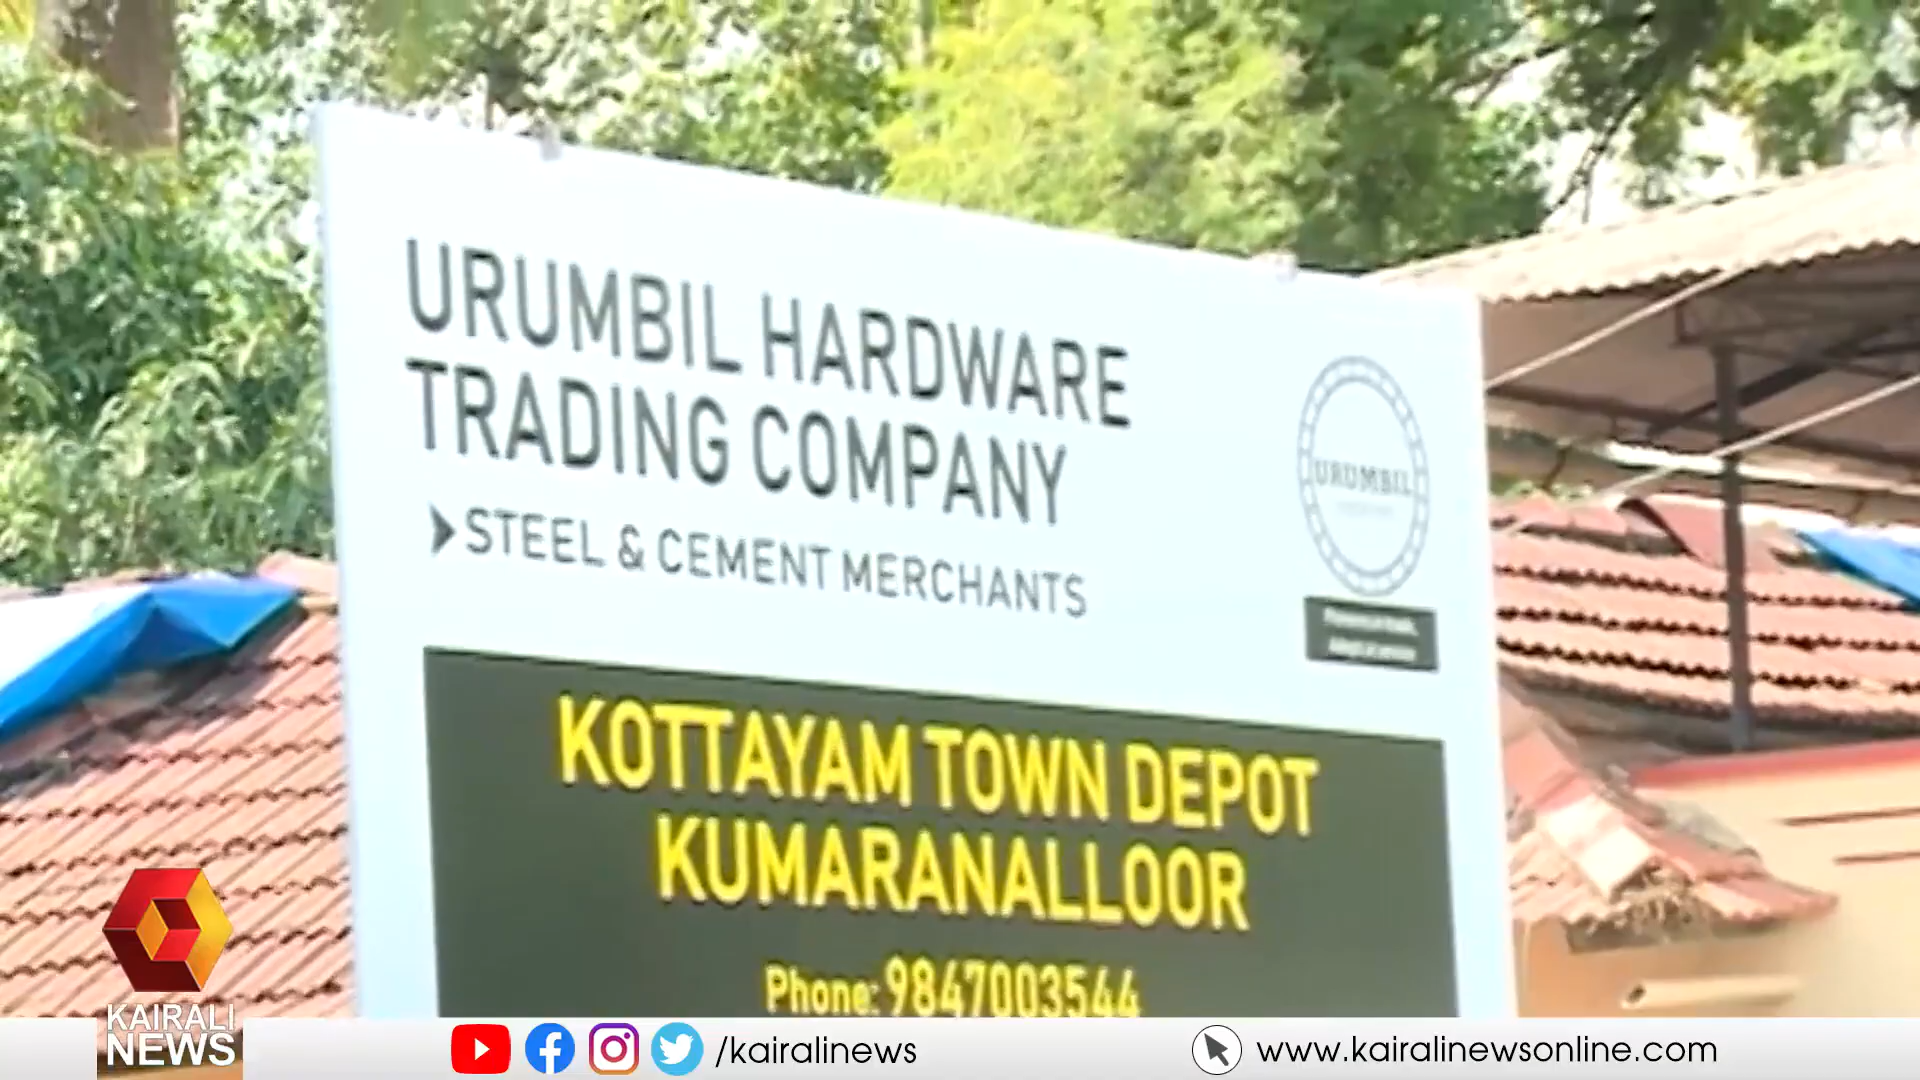 URUMBIL HARDWARE
TRADING COMPANY
STEEL & CEMENT MERCHANTS
URUMBIL
KOTTAYAM TOWN DEPOT
KUMARANALLOOR
Phone: 9847003544
KAIRALI
NEWS
/kairalinews
www.kairalinewsonline.com